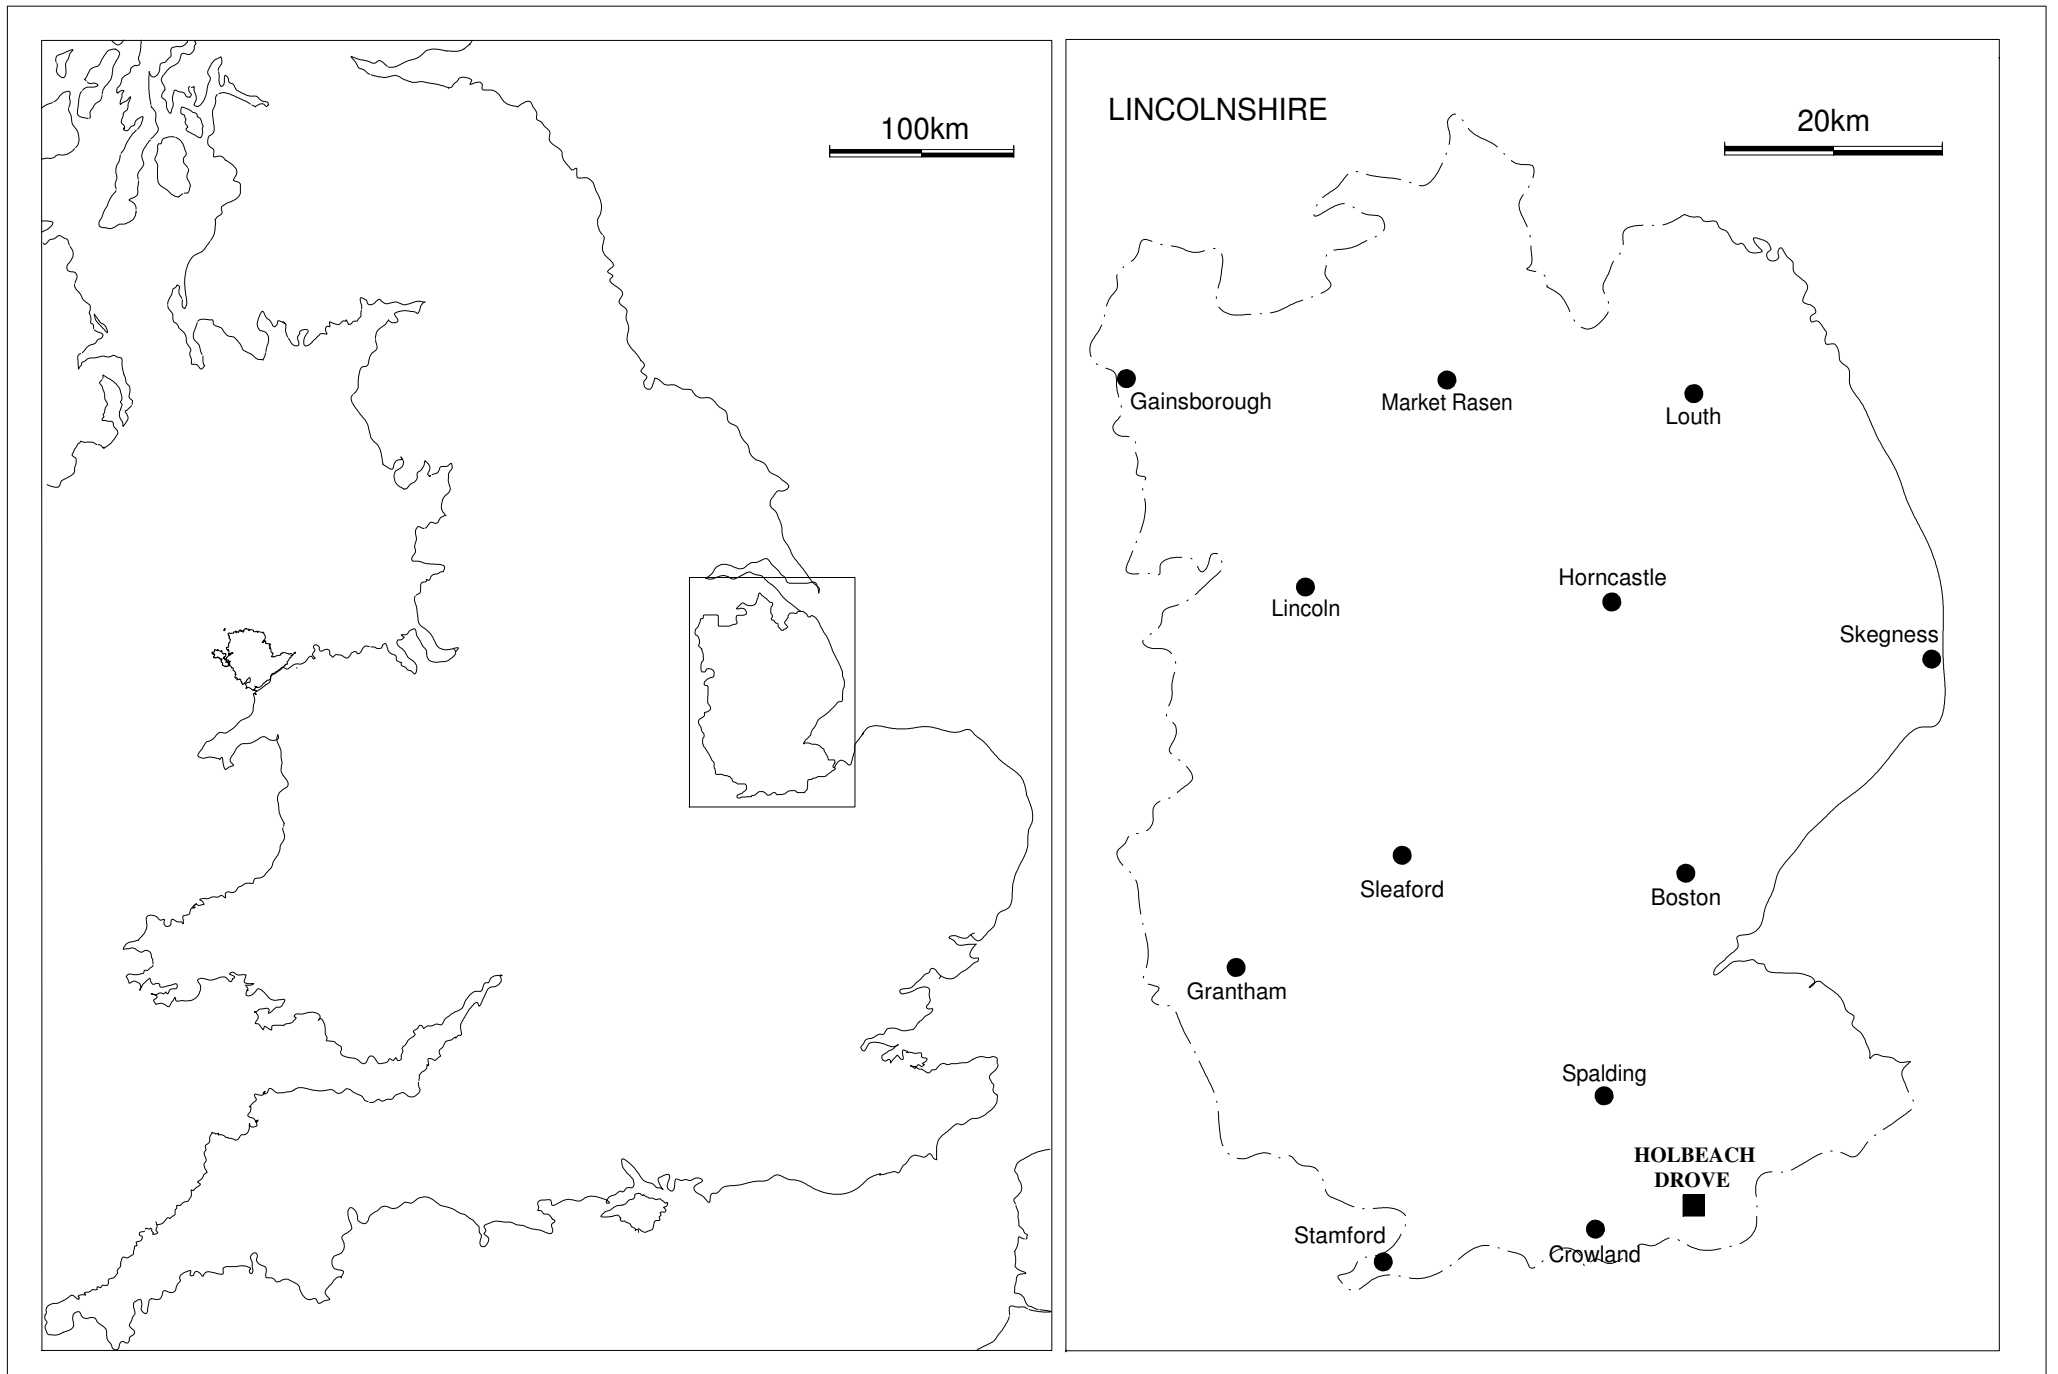 100km
LINCOLNSHIRE
20km
Gainsborough
Market Rasen
Louth
Lincoln
Horncastle
Skegness
Sleaford
Boston
Grantham
Spalding
HOLBEACH
DROVE
Stamford
Crowland